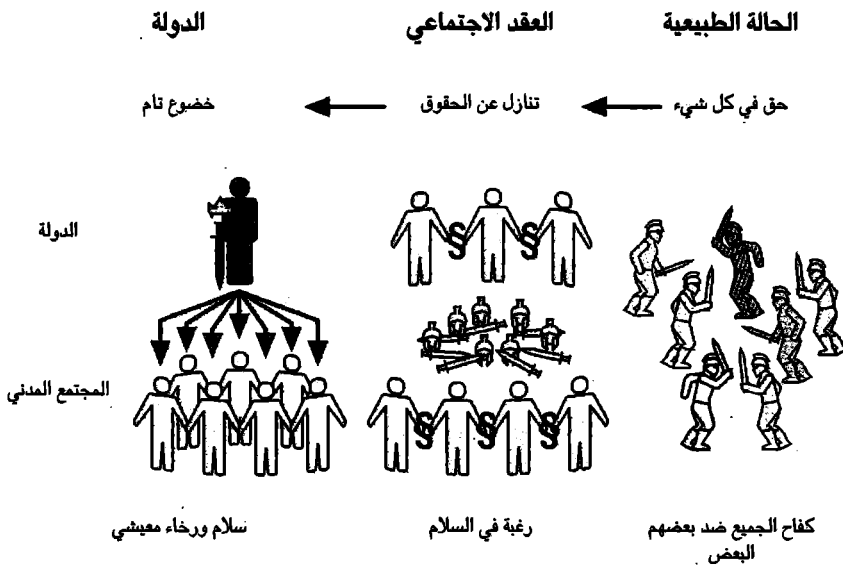 الحالة الطبيعية
العقد الاجتماعي
الدولة
حق في كل شيء
تنازل عن الحقوق
خضوع تام
الدولة
§ §
المجتمع المدني
§ § §
كفاح الجميع ضد بعضهم
البعض
رغبة في السلام
سلام ورخاء معيشي